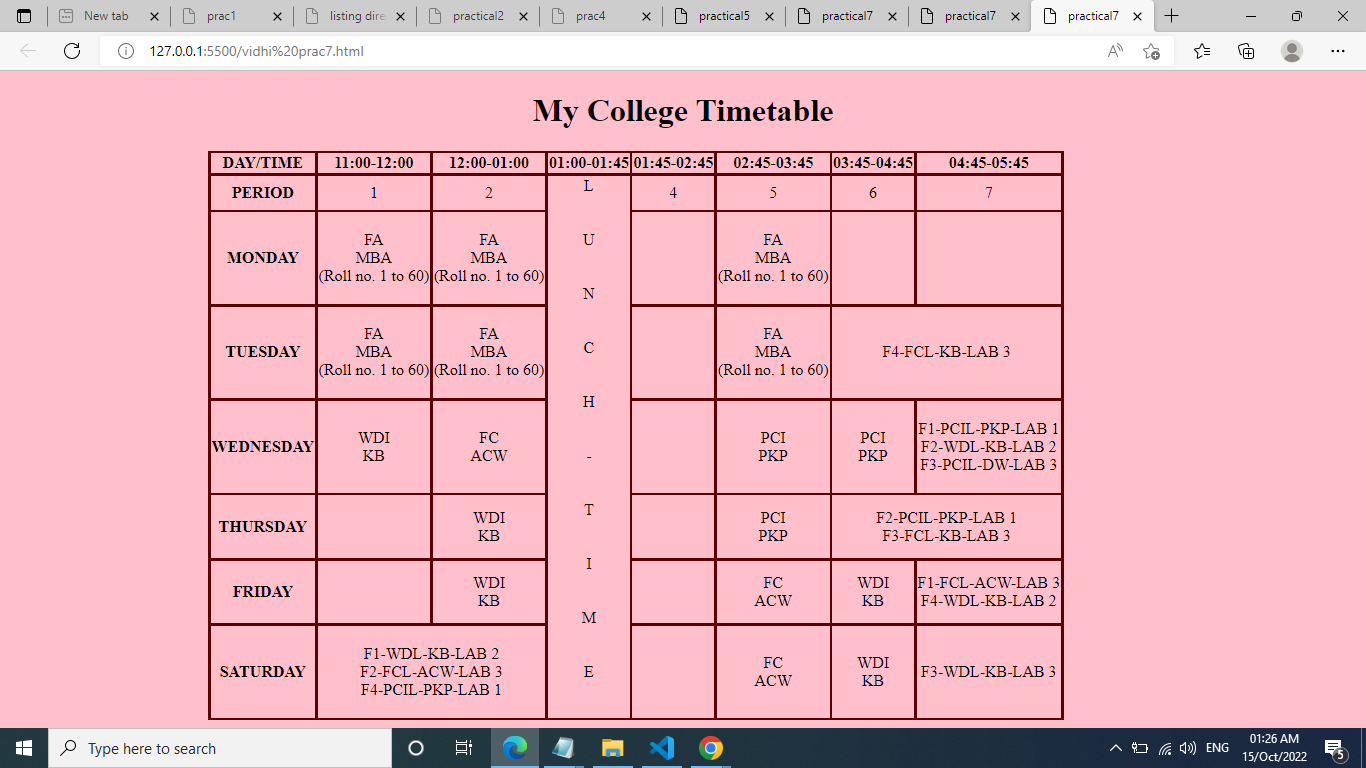 New tab
prac1
listing dire
practical2
prac4
practical5
practical7
practical7
practical7
127.0.0.1:5500/vidhi%20prac7.html
My College Timetable
DAY/TIME 11:00-12:00 12:00-01:00 01:00-01:45 01:45-02:45 02:45-03:45 03:45-04:45 04:45-05:45
PERIOD 1 2 4 5 6 7
L
U
N
C
H
-
T
I
M
E
MONDAY
FA
MBA
(Roll no. 1 to 60)
FA
MBA
(Roll no. 1 to 60)
FA
MBA
(Roll no. 1 to 60)
TUESDAY
FA
MBA
(Roll no. 1 to 60)
FA
MBA
(Roll no. 1 to 60)
FA
MBA
(Roll no. 1 to 60)
F4-FCL-KB-LAB 3
WEDNESDAY
WDI
KB
FC
ACW
PCI
PKP
PCI
PKP
F1-PCIL-PKP-LAB 1
F2-WDL-KB-LAB 2
F3-PCIL-DW-LAB 3
THURSDAY
WDI
KB
PCI
PKP
F2-PCIL-PKP-LAB 1
F3-FCL-KB-LAB 3
FRIDAY
WDI
KB
FC
ACW
WDI
KB
F1-FCL-ACW-LAB 3
F4-WDL-KB-LAB 2
SATURDAY
F1-WDL-KB-LAB 2
F2-FCL-ACW-LAB 3
F4-PCIL-PKP-LAB 1
FC
ACW
WDI
KB
F3-WDL-KB-LAB 3
Type here to search
ENG
01:26 AM
15/Oct/2022
5